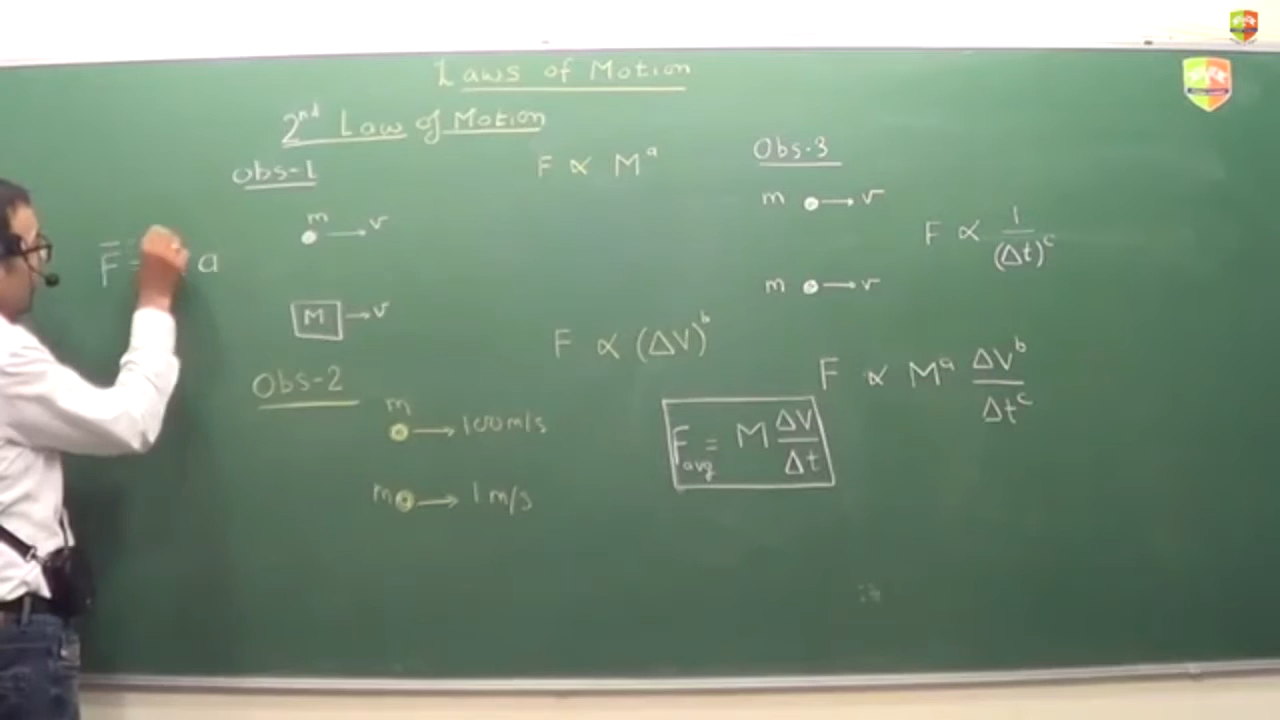 Laws of Motion
2nd Law of Motion
Obs-1
F ∝ M^a
m
v
M
v
F̄ =
a
Obs-2
m
100 m/s
m
1 m/s
F ∝ (ΔV)^b
F_avg = M ΔV/Δt
Obs-3
m
v
m
v
F ∝ 1/(Δt)^c
F ∝ M^a ΔV^b/Δt^c